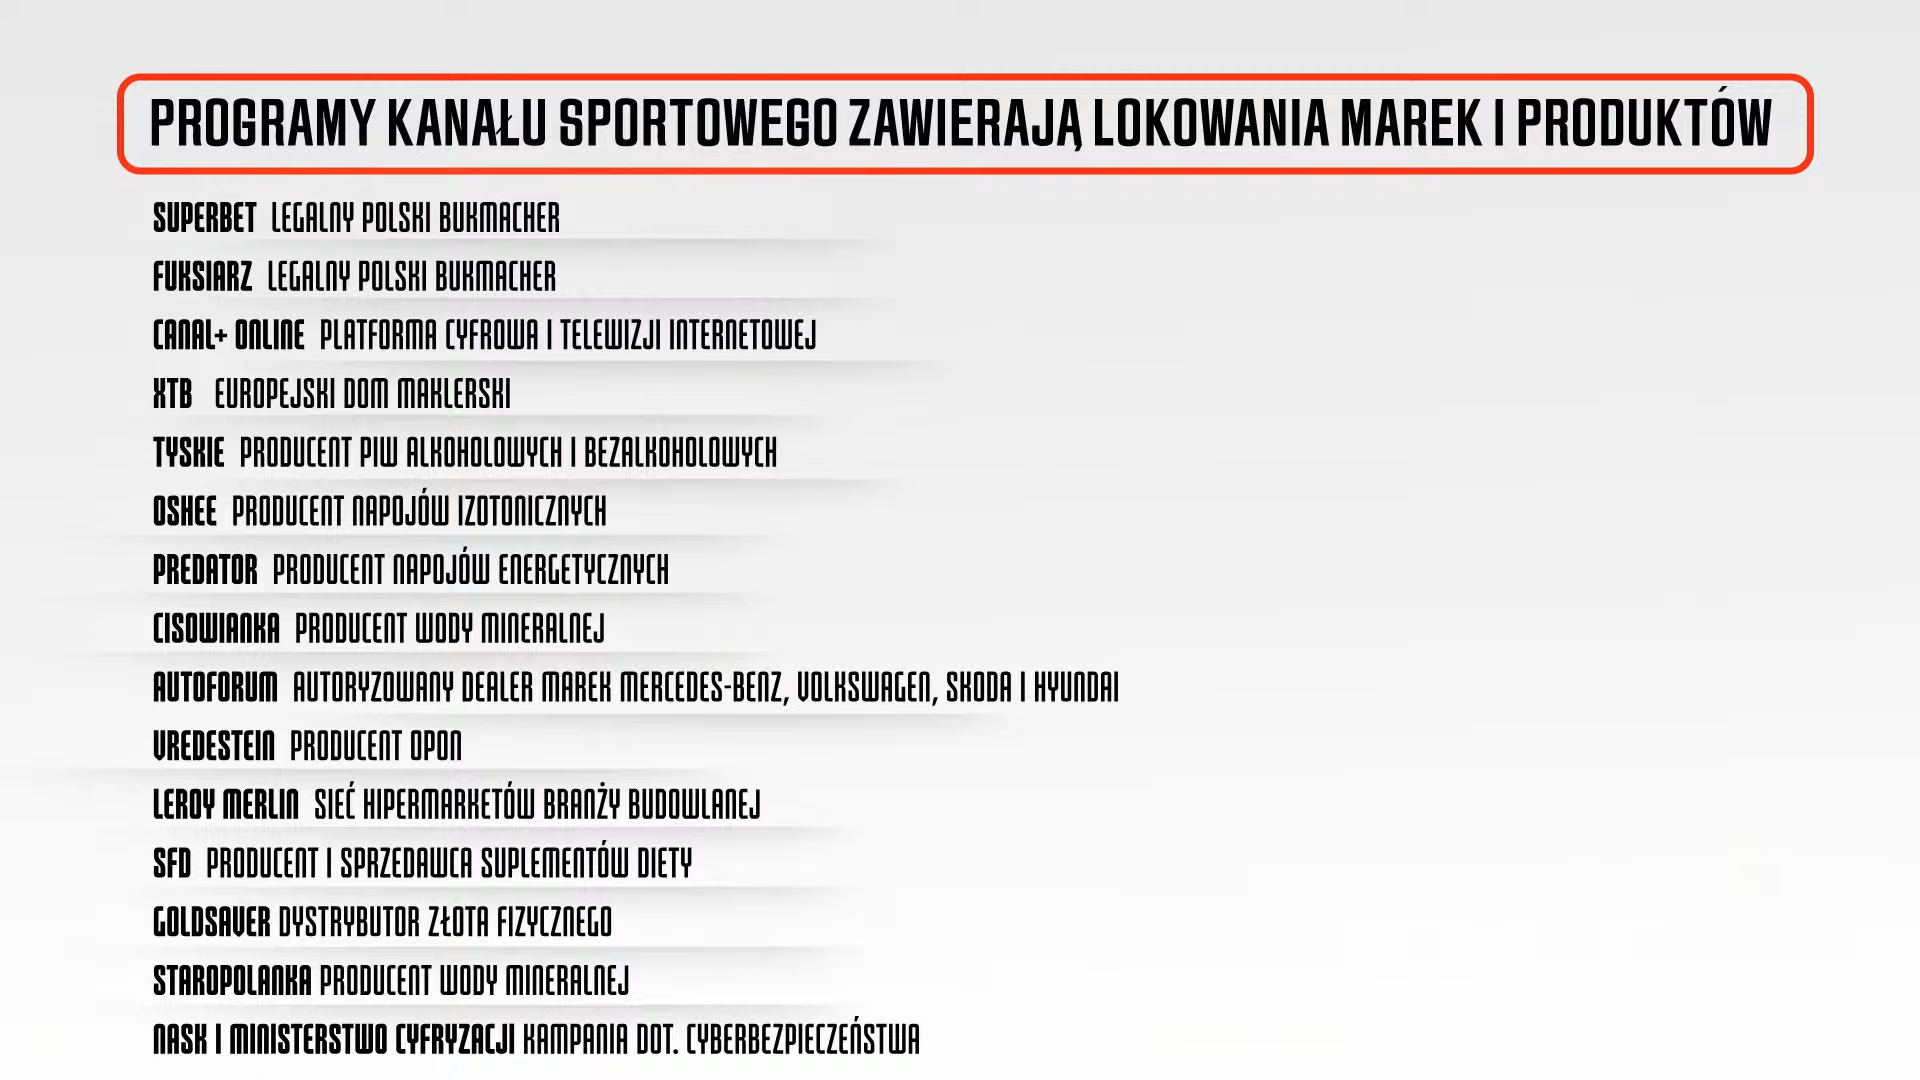 PROGRAMY KANAŁU SPORTOWEGO ZAWIERAJĄ LOKOWANIA MAREK I PRODUKTÓW
SUPERBET LEGALNY POLSKI BUKMACHER
FUKSIARZ LEGALNY POLSKI BUKMACHER
CANAL+ ONLINE PLATFORMA CYFROWA I TELEWIZJI INTERNETOWEJ
XTB EUROPEJSKI DOM MAKLERSKI
TYSKIE PRODUCENT PIW ALKOHOLOWYCH I BEZALKOHOLOWYCH
OSHEE PRODUCENT NAPOJÓW IZOTONICZNYCH
PREDATOR PRODUCENT NAPOJÓW ENERGETYCZNYCH
CISOWIANKA PRODUCENT WODY MINERALNEJ
AUTOFORUM AUTORYZOWANY DEALER MAREK MERCEDES-BENZ, VOLKSWAGEN, SKODA I HYUNDAI
VREDESTEIN PRODUCENT OPON
LEROY MERLIN SIEĆ HIPERMARKETÓW BRANŻY BUDOWLANEJ
SFD PRODUCENT I SPRZEDAWCA SUPLEMENTÓW DIETY
GOLDSAVER DYSTRYBUTOR ZŁOTA FIZYCZNEGO
STAROPOLANKA PRODUCENT WODY MINERALNEJ
NASK I MINISTERSTWO CYFRYZACJI KAMPANIA DOT. CYBERBEZPIECZEŃSTWA